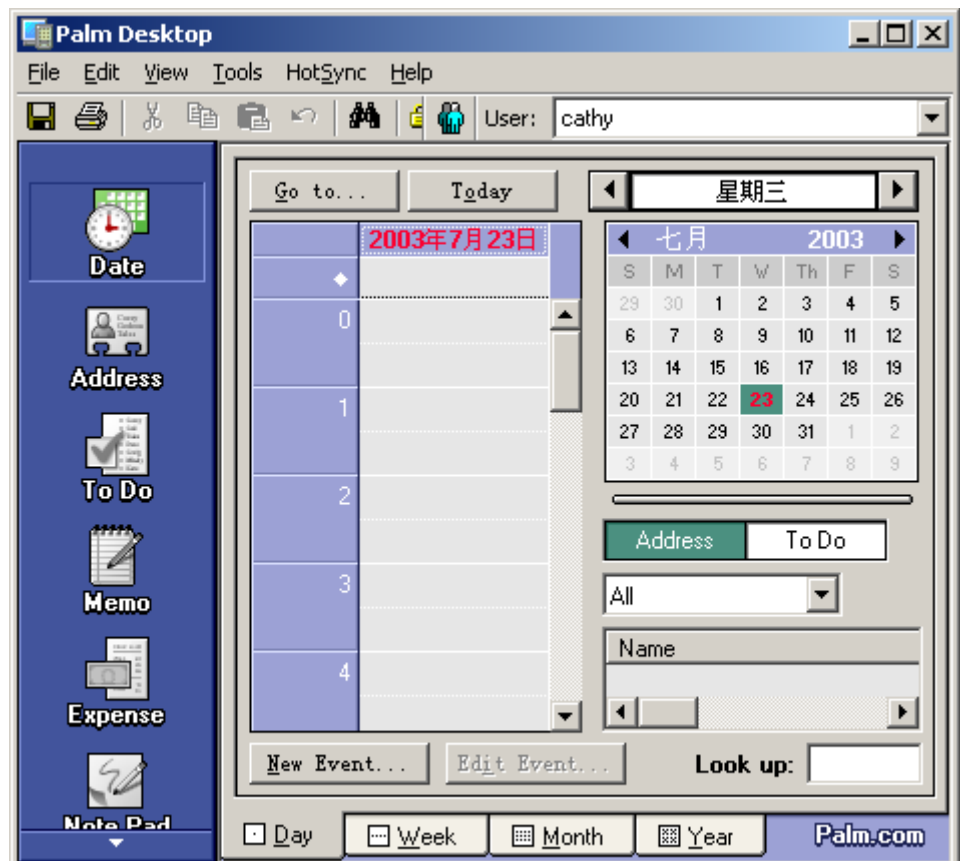 Palm Desktop
File Edit View Tools HotSync Help
User: cathy
Date
Address
To Do
Memo
Expense
Note Pad
Go to... Today
2003年7月23日
0
1
2
3
4
星期三
七月 2003
S M T W Th F S
29 30 1 2 3 4 5
6 7 8 9 10 11 12
13 14 15 16 17 18 19
20 21 22 23 24 25 26
27 28 29 30 31 1 2
3 4 5 6 7 8 9
Address To Do
All
Name
New Event... Edit Event... Look up:
Day Week Month Year Palm.com